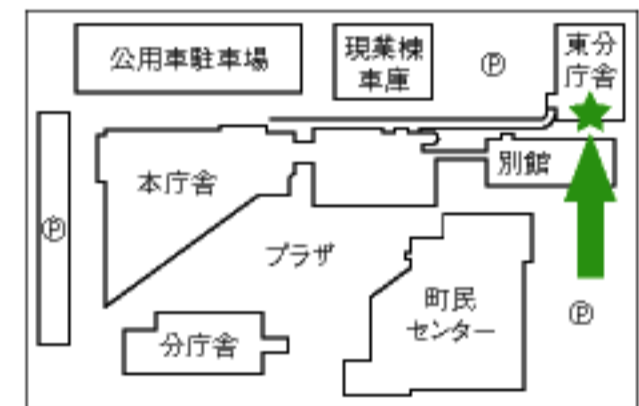 公用車駐車場
現業棟
車庫
Ⓟ
東分
庁舎
本庁舎
別館
Ⓟ
プラザ
町民
センター
Ⓟ
分庁舎